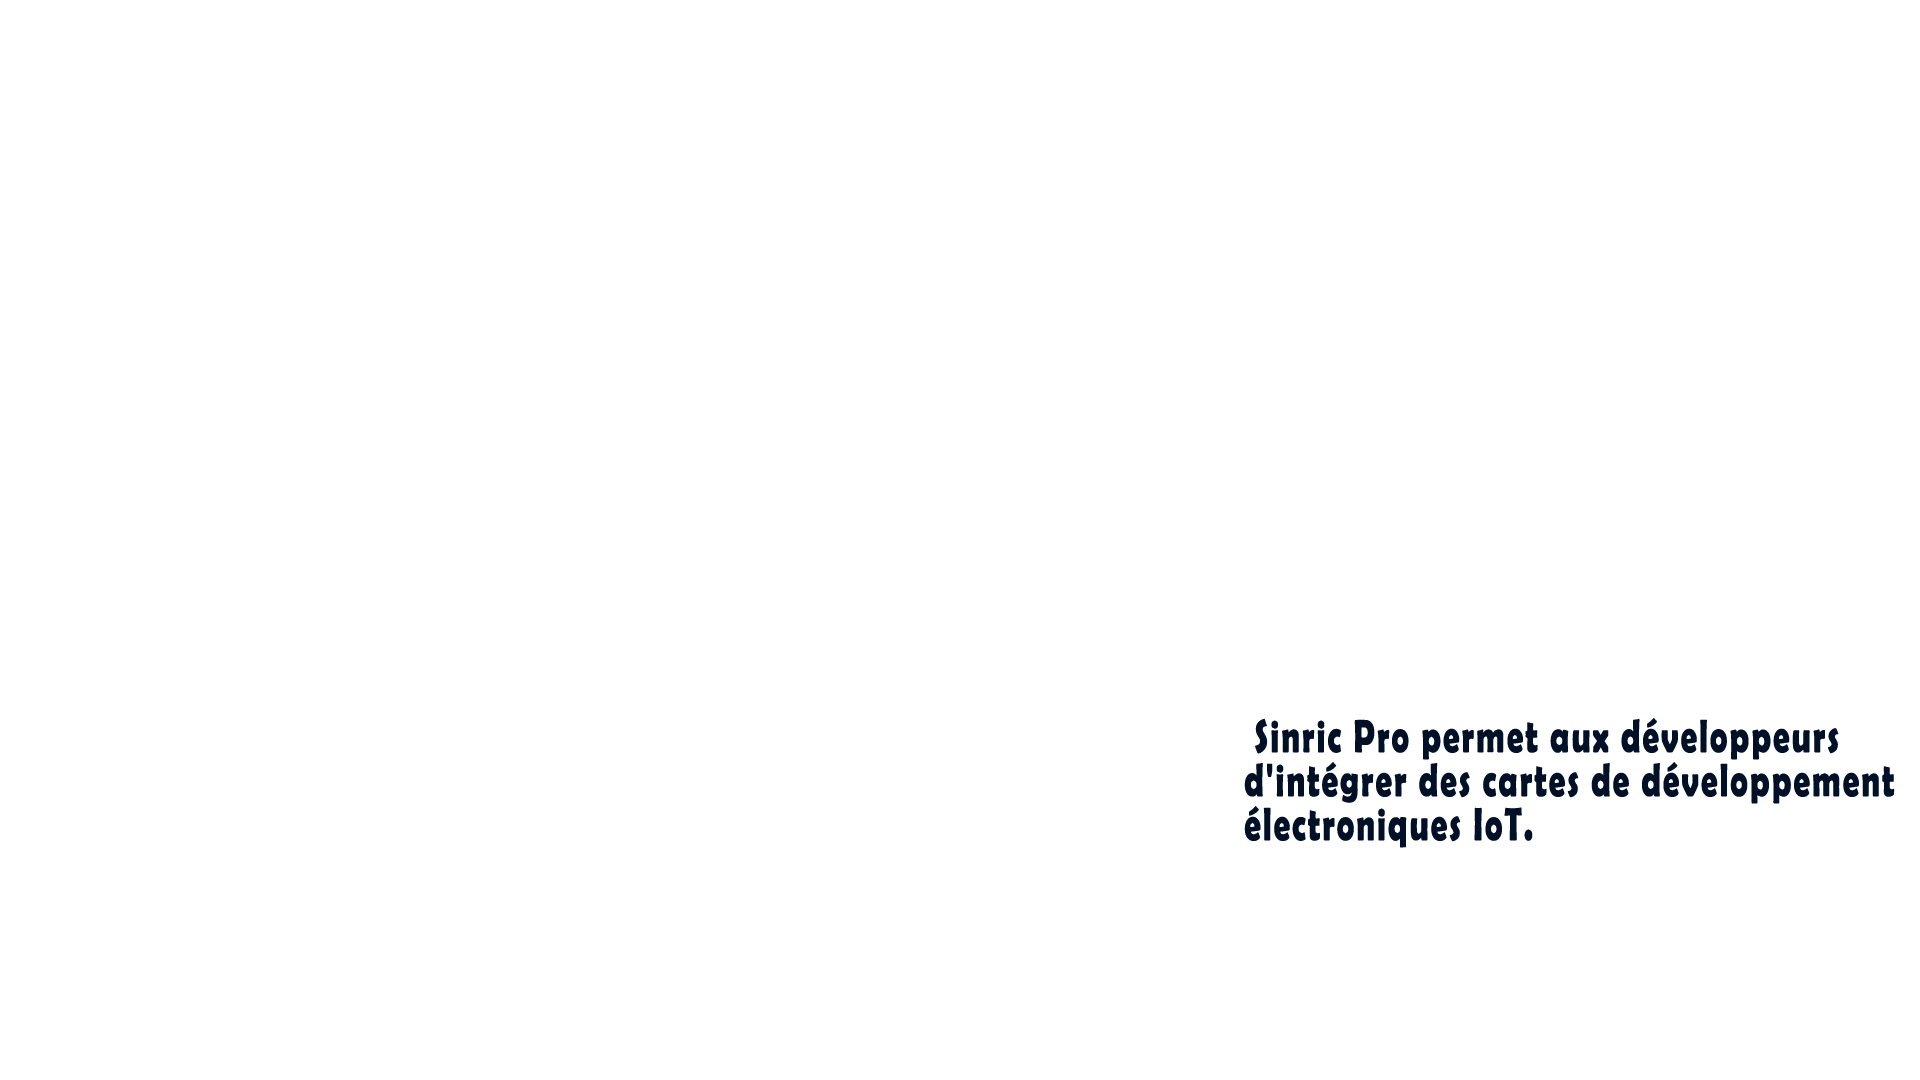 Sinric Pro permet aux développeurs
d'intégrer des cartes de développement
électroniques IoT.